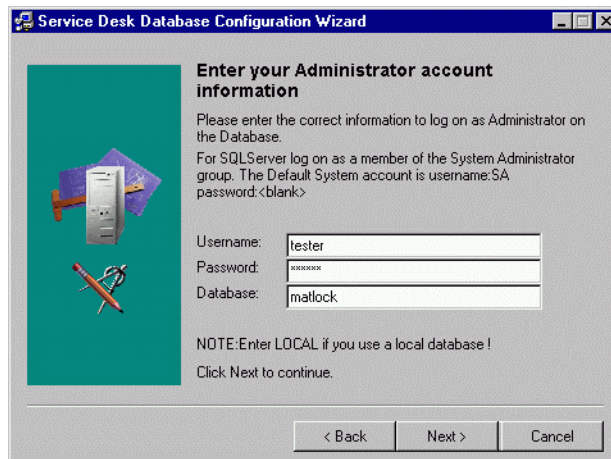 Service Desk Database Configuration Wizard
Enter your Administrator account
information
Please enter the correct information to log on as Administrator on
the Database.
For SQLServer log on as a member of the System Administrator
group. The Default System account is username:SA
password:<blank>
Username: tester
Password: xxxxxx
Database: matlock
NOTE:Enter LOCAL if you use a local database !
Click Next to continue.
< Back Next > Cancel